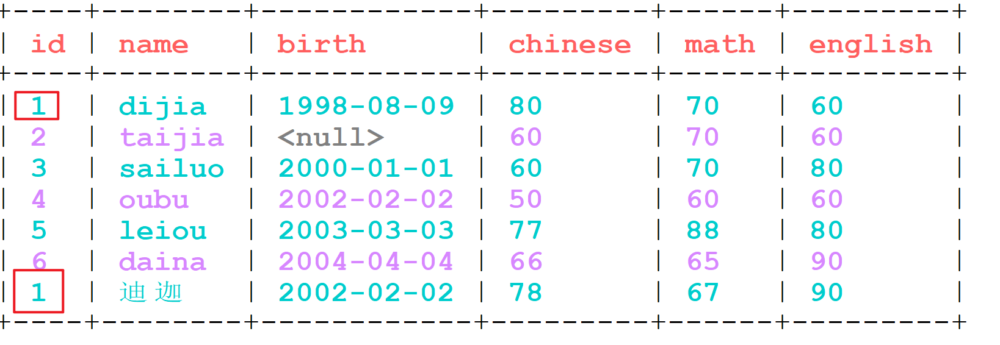 +----+--------+------------+---------+------+---------+
| id | name   | birth      | chinese | math | english |
+----+--------+------------+---------+------+---------+
| 1  | dijia  | 1998-08-09 | 80      | 70   | 60      |
| 2  | taijia | <null>     | 60      | 70   | 60      |
| 3  | sailuo | 2000-01-01 | 60      | 70   | 80      |
| 4  | oubu   | 2002-02-02 | 50      | 60   | 60      |
| 5  | leiou  | 2003-03-03 | 77      | 88   | 80      |
| 6  | daina  | 2004-04-04 | 66      | 65   | 90      |
| 1  | 迪迦   | 2002-02-02 | 78      | 67   | 90      |
+----+--------+------------+---------+------+---------+